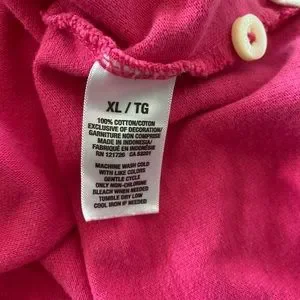 XL / TG
100% COTTON/COTON
EXCLUSIVE OF DECORATION/
GARNITURE NON COMPRISE
MADE IN INDONESIA/
FABRIQUÉ EN INDONÉSIE
RN 121726 CA 53201
MACHINE WASH COLD
WITH LIKE COLORS
GENTLE CYCLE
ONLY NON-CHLORINE
BLEACH WHEN NEEDED
TUMBLE DRY LOW
COOL IRON IF NEEDED